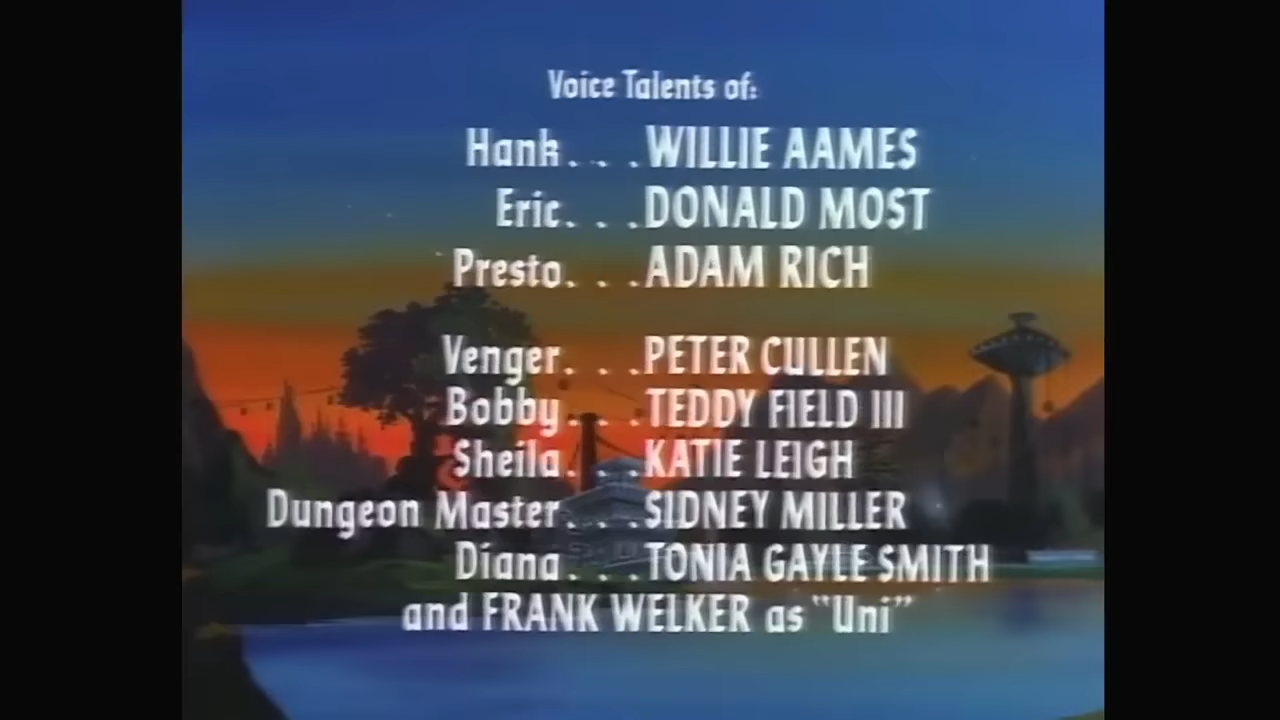 Voice Talents of:
Hank. . .WILLIE AAMES
Eric. . .DONALD MOST
Presto. . .ADAM RICH
Venger. . .PETER CULLEN
Bobby. . .TEDDY FIELD III
Sheila. . .KATIE LEIGH
Dungeon Master. . .SIDNEY MILLER
Diana. . .TONIA GAYLE SMITH
and FRANK WELKER as "Uni"